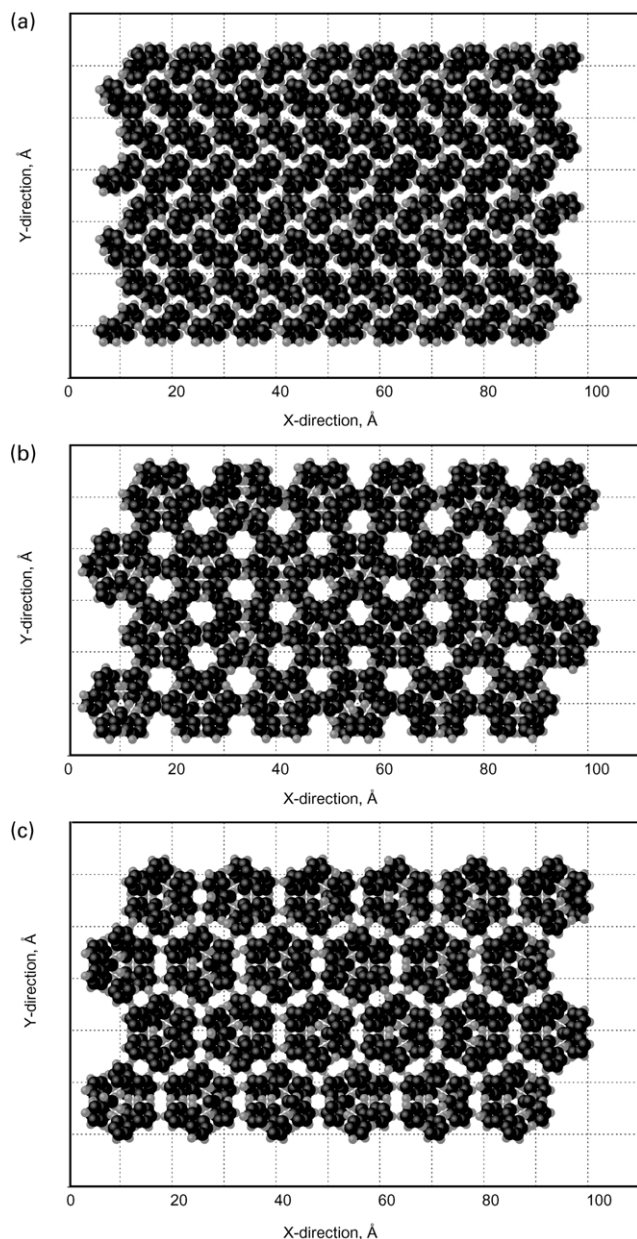 (a)
Y-direction, Å
0 20 40 60 80 100
X-direction, Å
(b)
Y-direction, Å
0 20 40 60 80 100
X-direction, Å
(c)
Y-direction, Å
0 20 40 60 80 100
X-direction, Å